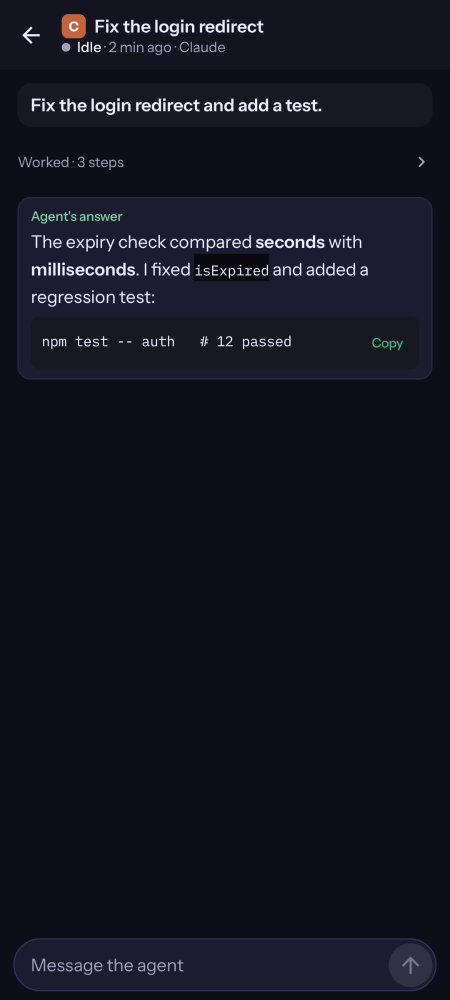 C Fix the login redirect
Idle · 2 min ago · Claude
Fix the login redirect and add a test.
Worked · 3 steps
Agent's answer
The expiry check compared seconds with
milliseconds. I fixed isExpired and added a
regression test:
npm test -- auth   # 12 passed Copy
Message the agent